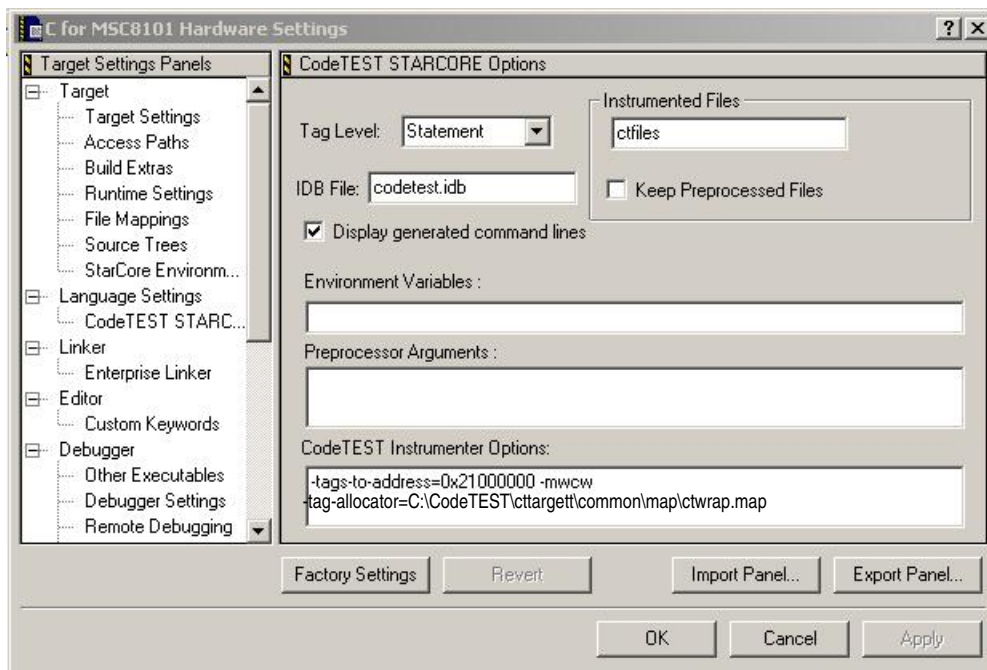 C for MSC8101 Hardware Settings
Target Settings Panels
Target
Target Settings
Access Paths
Build Extras
Runtime Settings
File Mappings
Source Trees
StarCore Environm...
Language Settings
CodeTEST STARC...
Linker
Enterprise Linker
Editor
Custom Keywords
Debugger
Other Executables
Debugger Settings
Remote Debugging
CodeTEST STARCORE Options
Tag Level: Statement
Instrumented Files
ctfiles
IDB File: codetest.idb
Keep Preprocessed Files
Display generated command lines
Environment Variables :
Preprocessor Arguments :
CodeTEST Instrumenter Options:
-tags-to-address=0x21000000 -mwcw
-tag-allocator=C:\CodeTEST\cttargett\common\map\ctwrap.map
Factory Settings
Revert
Import Panel...
Export Panel...
OK
Cancel
Apply